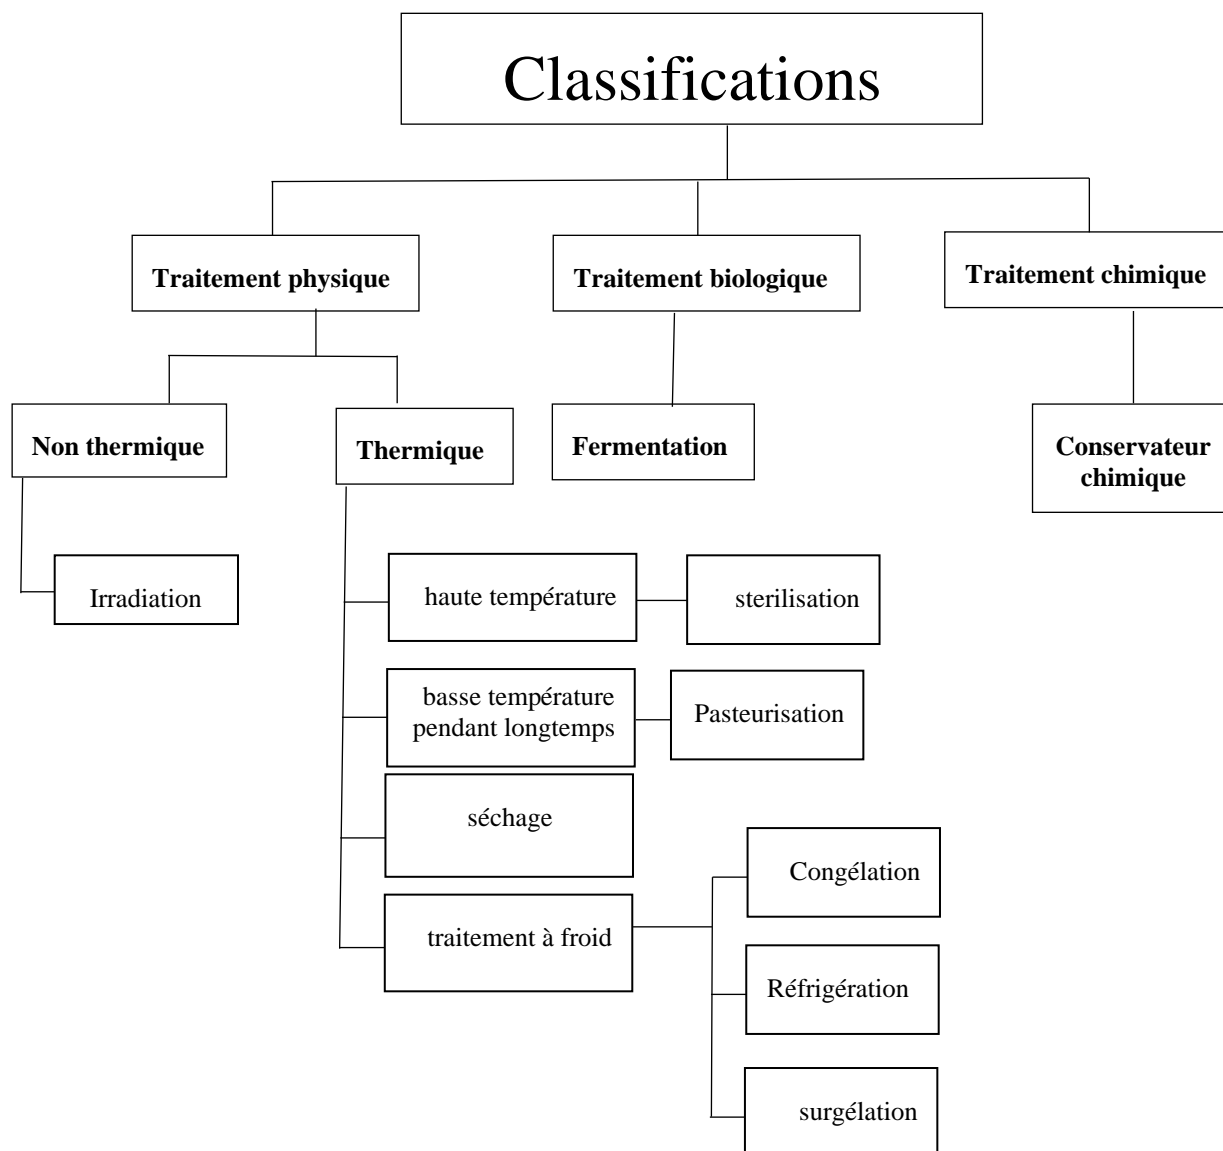 Classifications
Traitement physique
Traitement biologique
Traitement chimique
Non thermique
Thermique
Fermentation
Conservateur
chimique
Irradiation
haute température
sterilisation
basse température
pendant longtemps
Pasteurisation
séchage
Congélation
traitement à froid
Réfrigération
surgélation